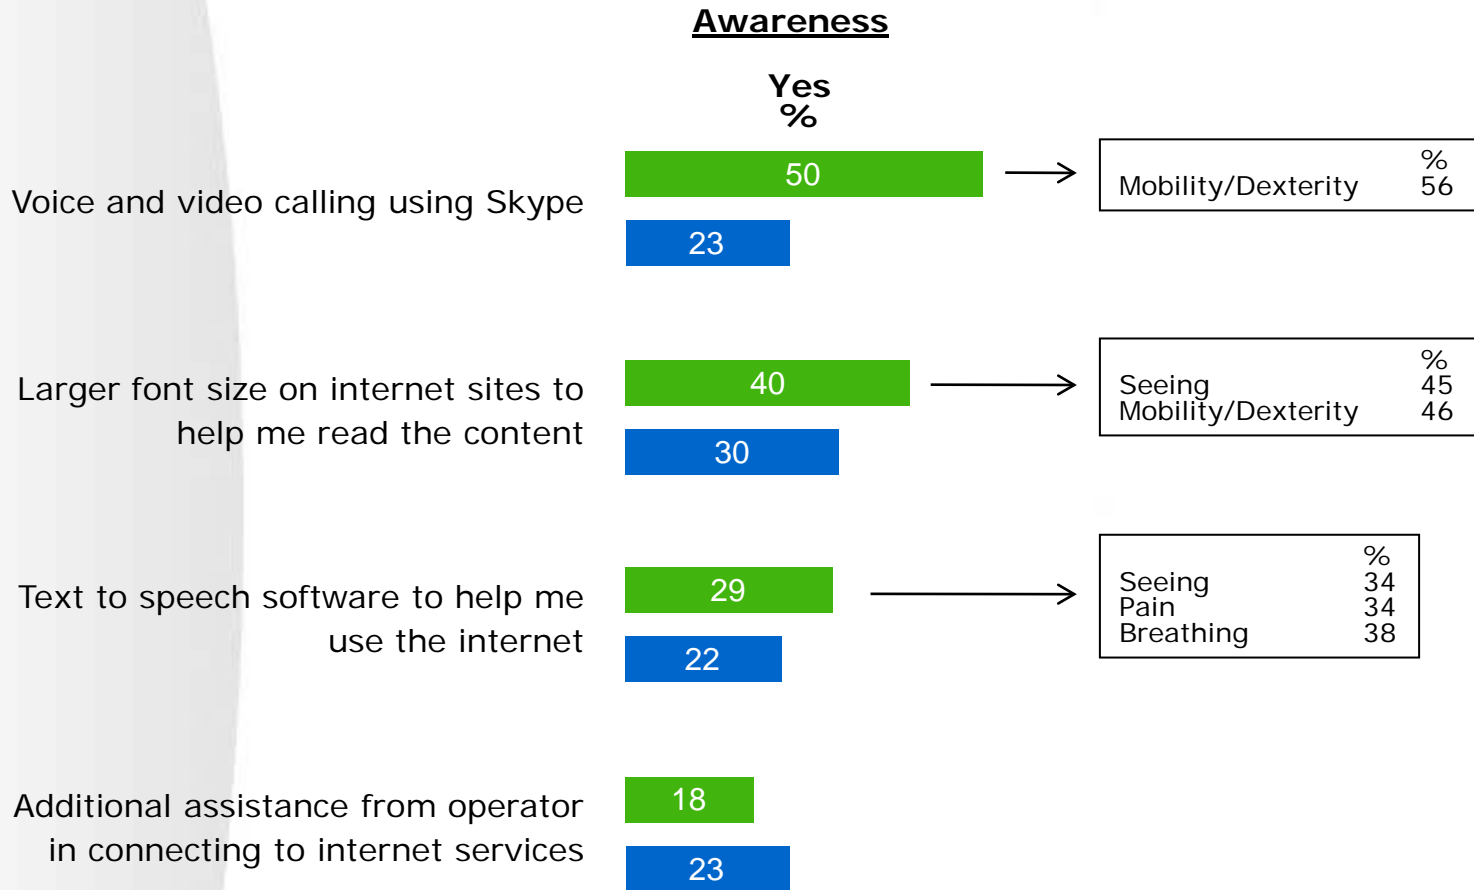 Awareness
Yes
%
Voice and video calling using Skype
50
23
%
Mobility/Dexterity 56
Larger font size on internet sites to
help me read the content
40
30
%
Seeing 45
Mobility/Dexterity 46
Text to speech software to help me
use the internet
29
22
%
Seeing 34
Pain 34
Breathing 38
Additional assistance from operator
in connecting to internet services
18
23